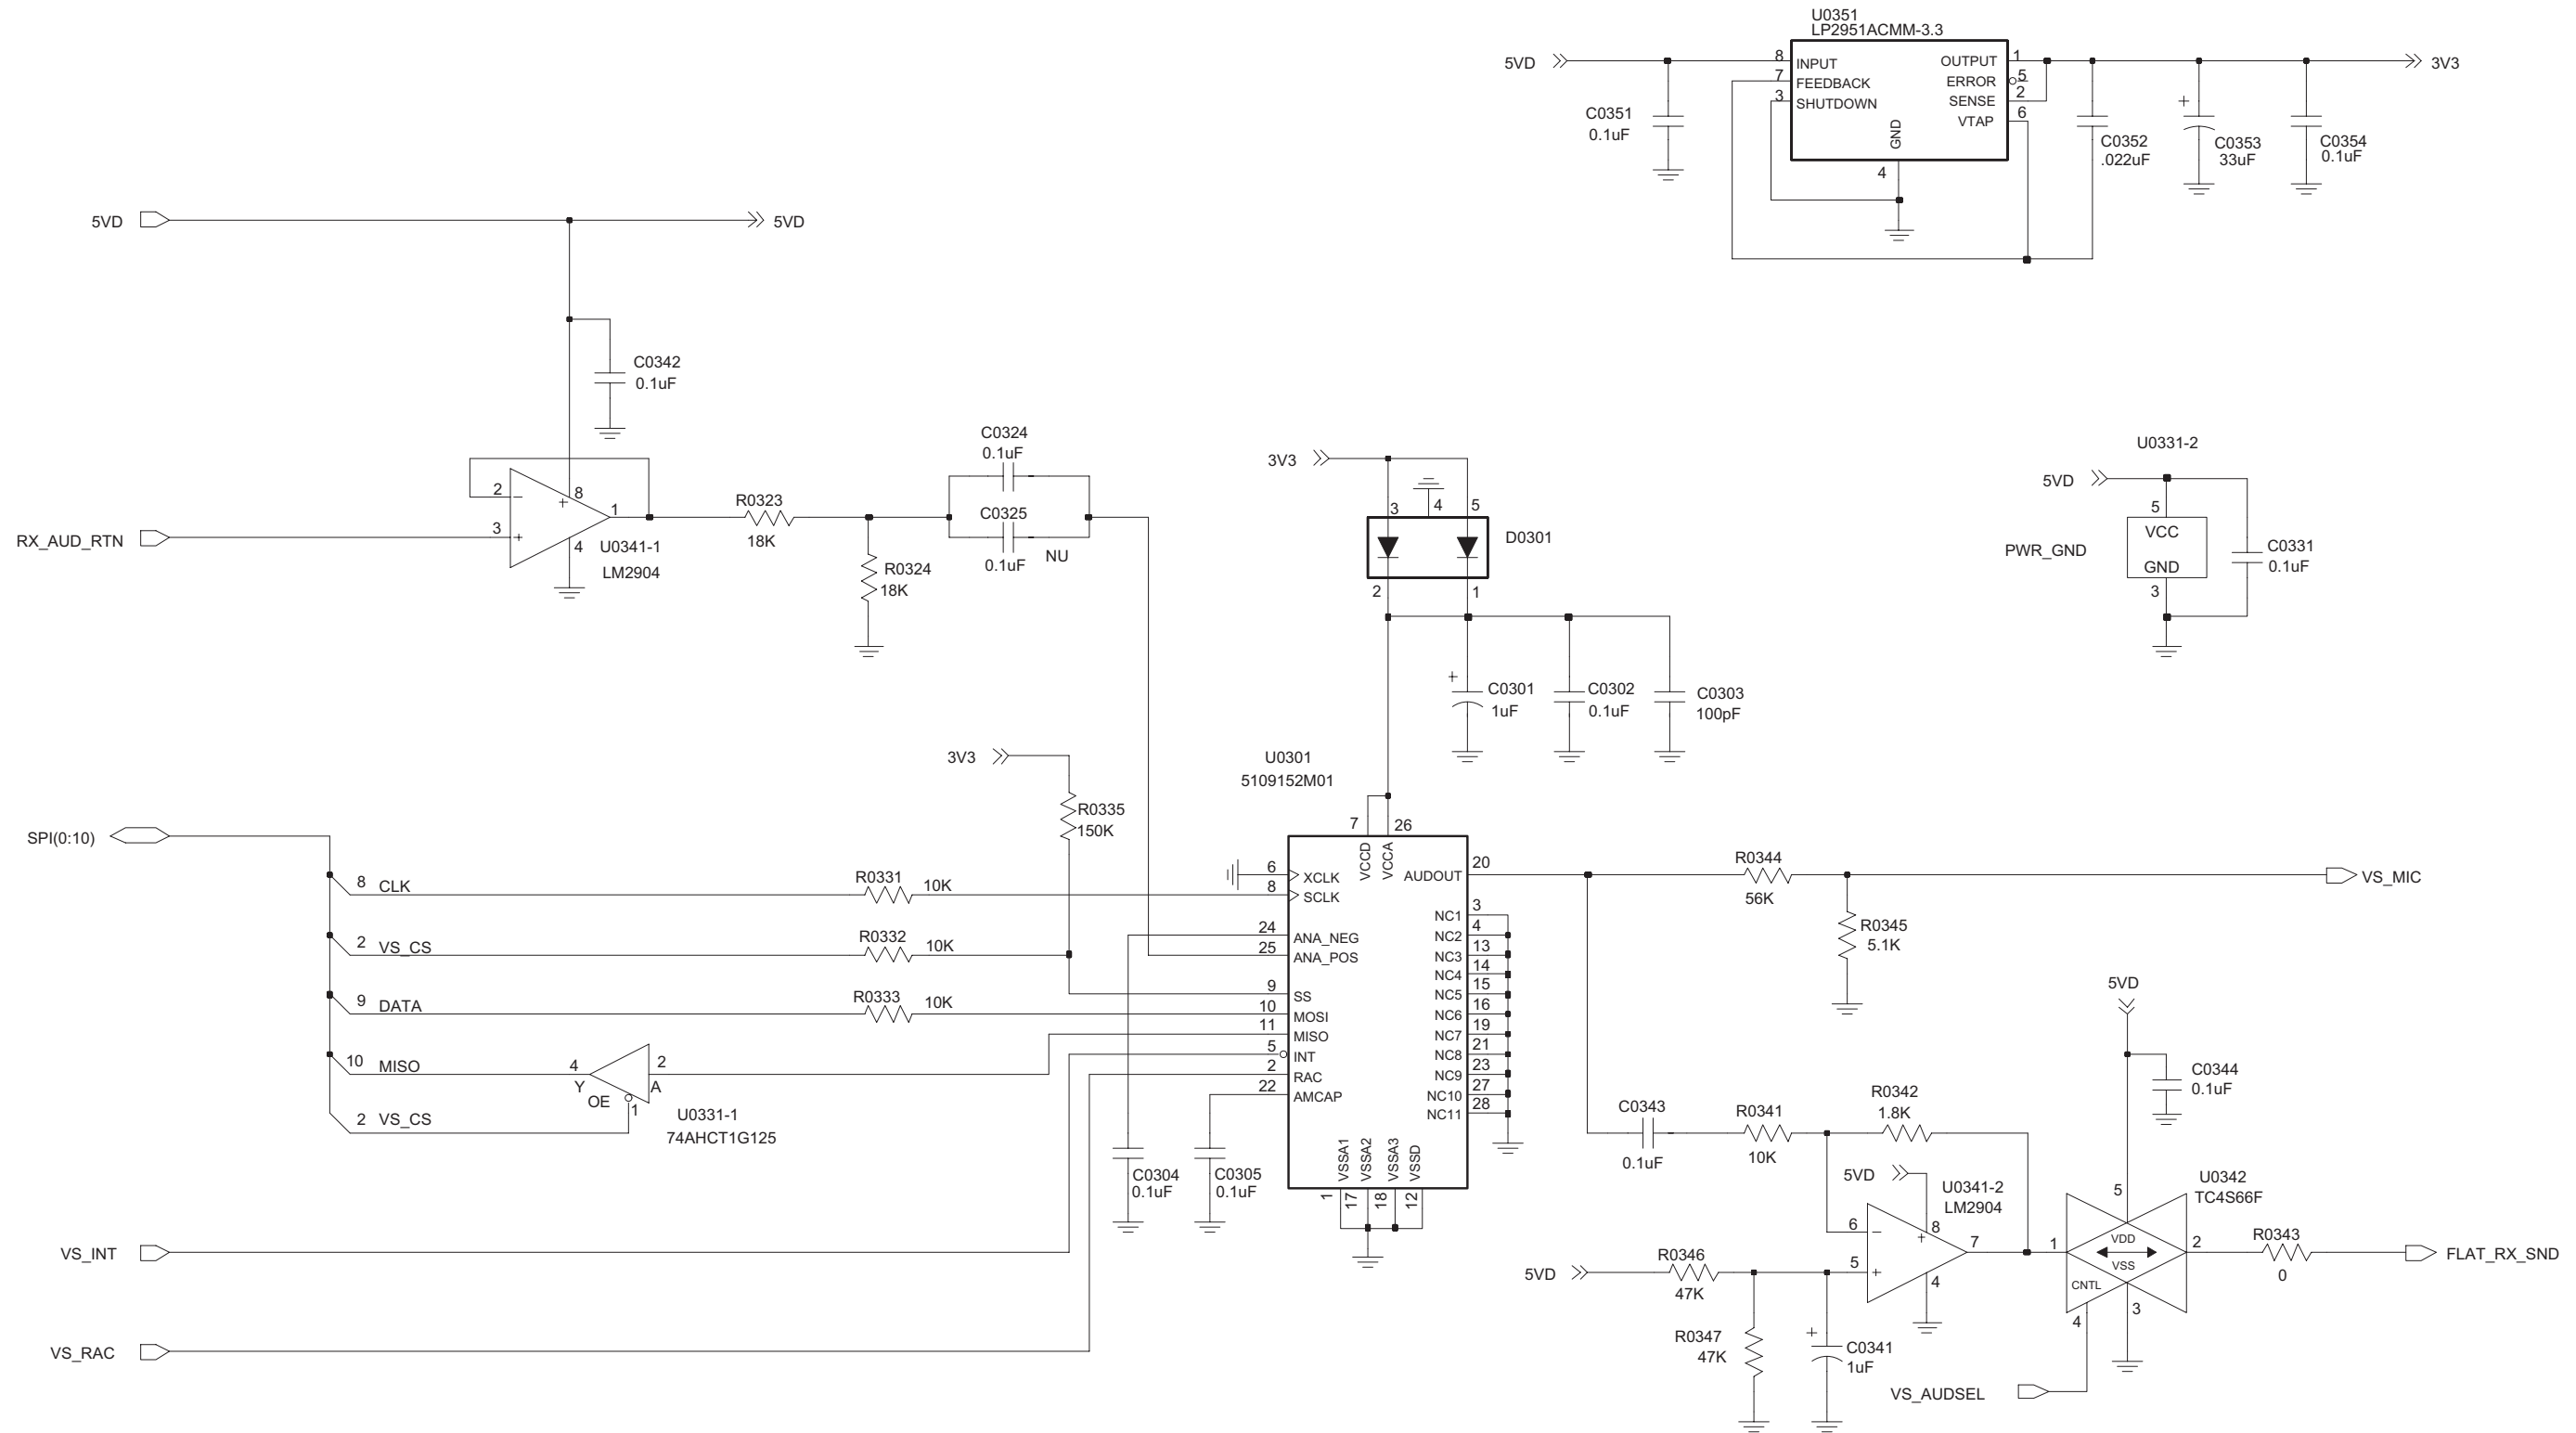 U0351
LP2951ACMM-3.3
5VD
8
INPUT
7
FEEDBACK
3
SHUTDOWN
GND
4
OUTPUT
1
ERROR
5
SENSE
2
VTAP
6
3V3
C0351
0.1uF
C0352
.022uF
+
C0353
33uF
C0354
0.1uF
5VD
5VD
C0342
0.1uF
RX_AUD_RTN
2
−
3
+
+
8
1
4
U0341-1
LM2904
R0323
18K
R0324
18K
C0324
0.1uF
C0325
0.1uF
NU
3V3
3
4
5
D0301
2
1
+
C0301
1uF
C0302
0.1uF
C0303
100pF
U0331-2
5VD
5
VCC
PWR_GND
GND
3
C0331
0.1uF
3V3
R0335
150K
U0301
5109152M01
7
26
VCCD
VCCA
SPI(0:10)
8 CLK
R0331 10K
2 VS_CS
R0332 10K
9 DATA
R0333 10K
10 MISO
4
Y
2
A
OE
1
2 VS_CS
U0331-1
74AHCT1G125
6
XCLK
8
SCLK
24
ANA_NEG
25
ANA_POS
9
SS
10
MOSI
11
MISO
5
INT
2
RAC
22
AMCAP
AUDOUT
20
NC1
3
NC2
4
NC3
13
NC4
14
NC5
15
NC6
16
NC7
19
NC8
21
NC9
23
NC10
27
NC11
28
VSSA1
VSSA2
VSSA3
VSSD
1
17
18
12
C0304
0.1uF
C0305
0.1uF
VS_INT
VS_RAC
R0344
56K
VS_MIC
R0345
5.1K
C0343
0.1uF
R0341
10K
R0342
1.8K
5VD
U0341-2
LM2904
6
−
5
+
+
8
7
4
5VD
R0346
47K
R0347
47K
+
C0341
1uF
5VD
C0344
0.1uF
U0342
TC4S66F
5
1
VDD
VSS
CNTL
2
4
3
R0343
0
FLAT_RX_SND
VS_AUDSEL